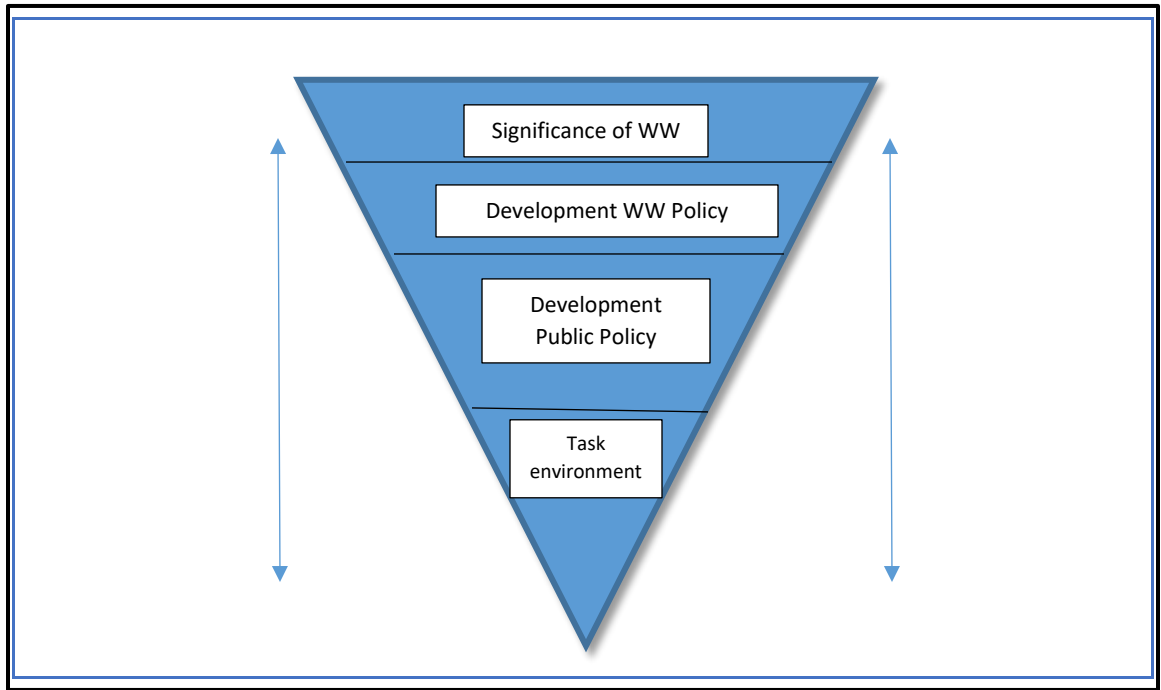 Significance of WW
Development WW Policy
Development
Public Policy
Task
environment